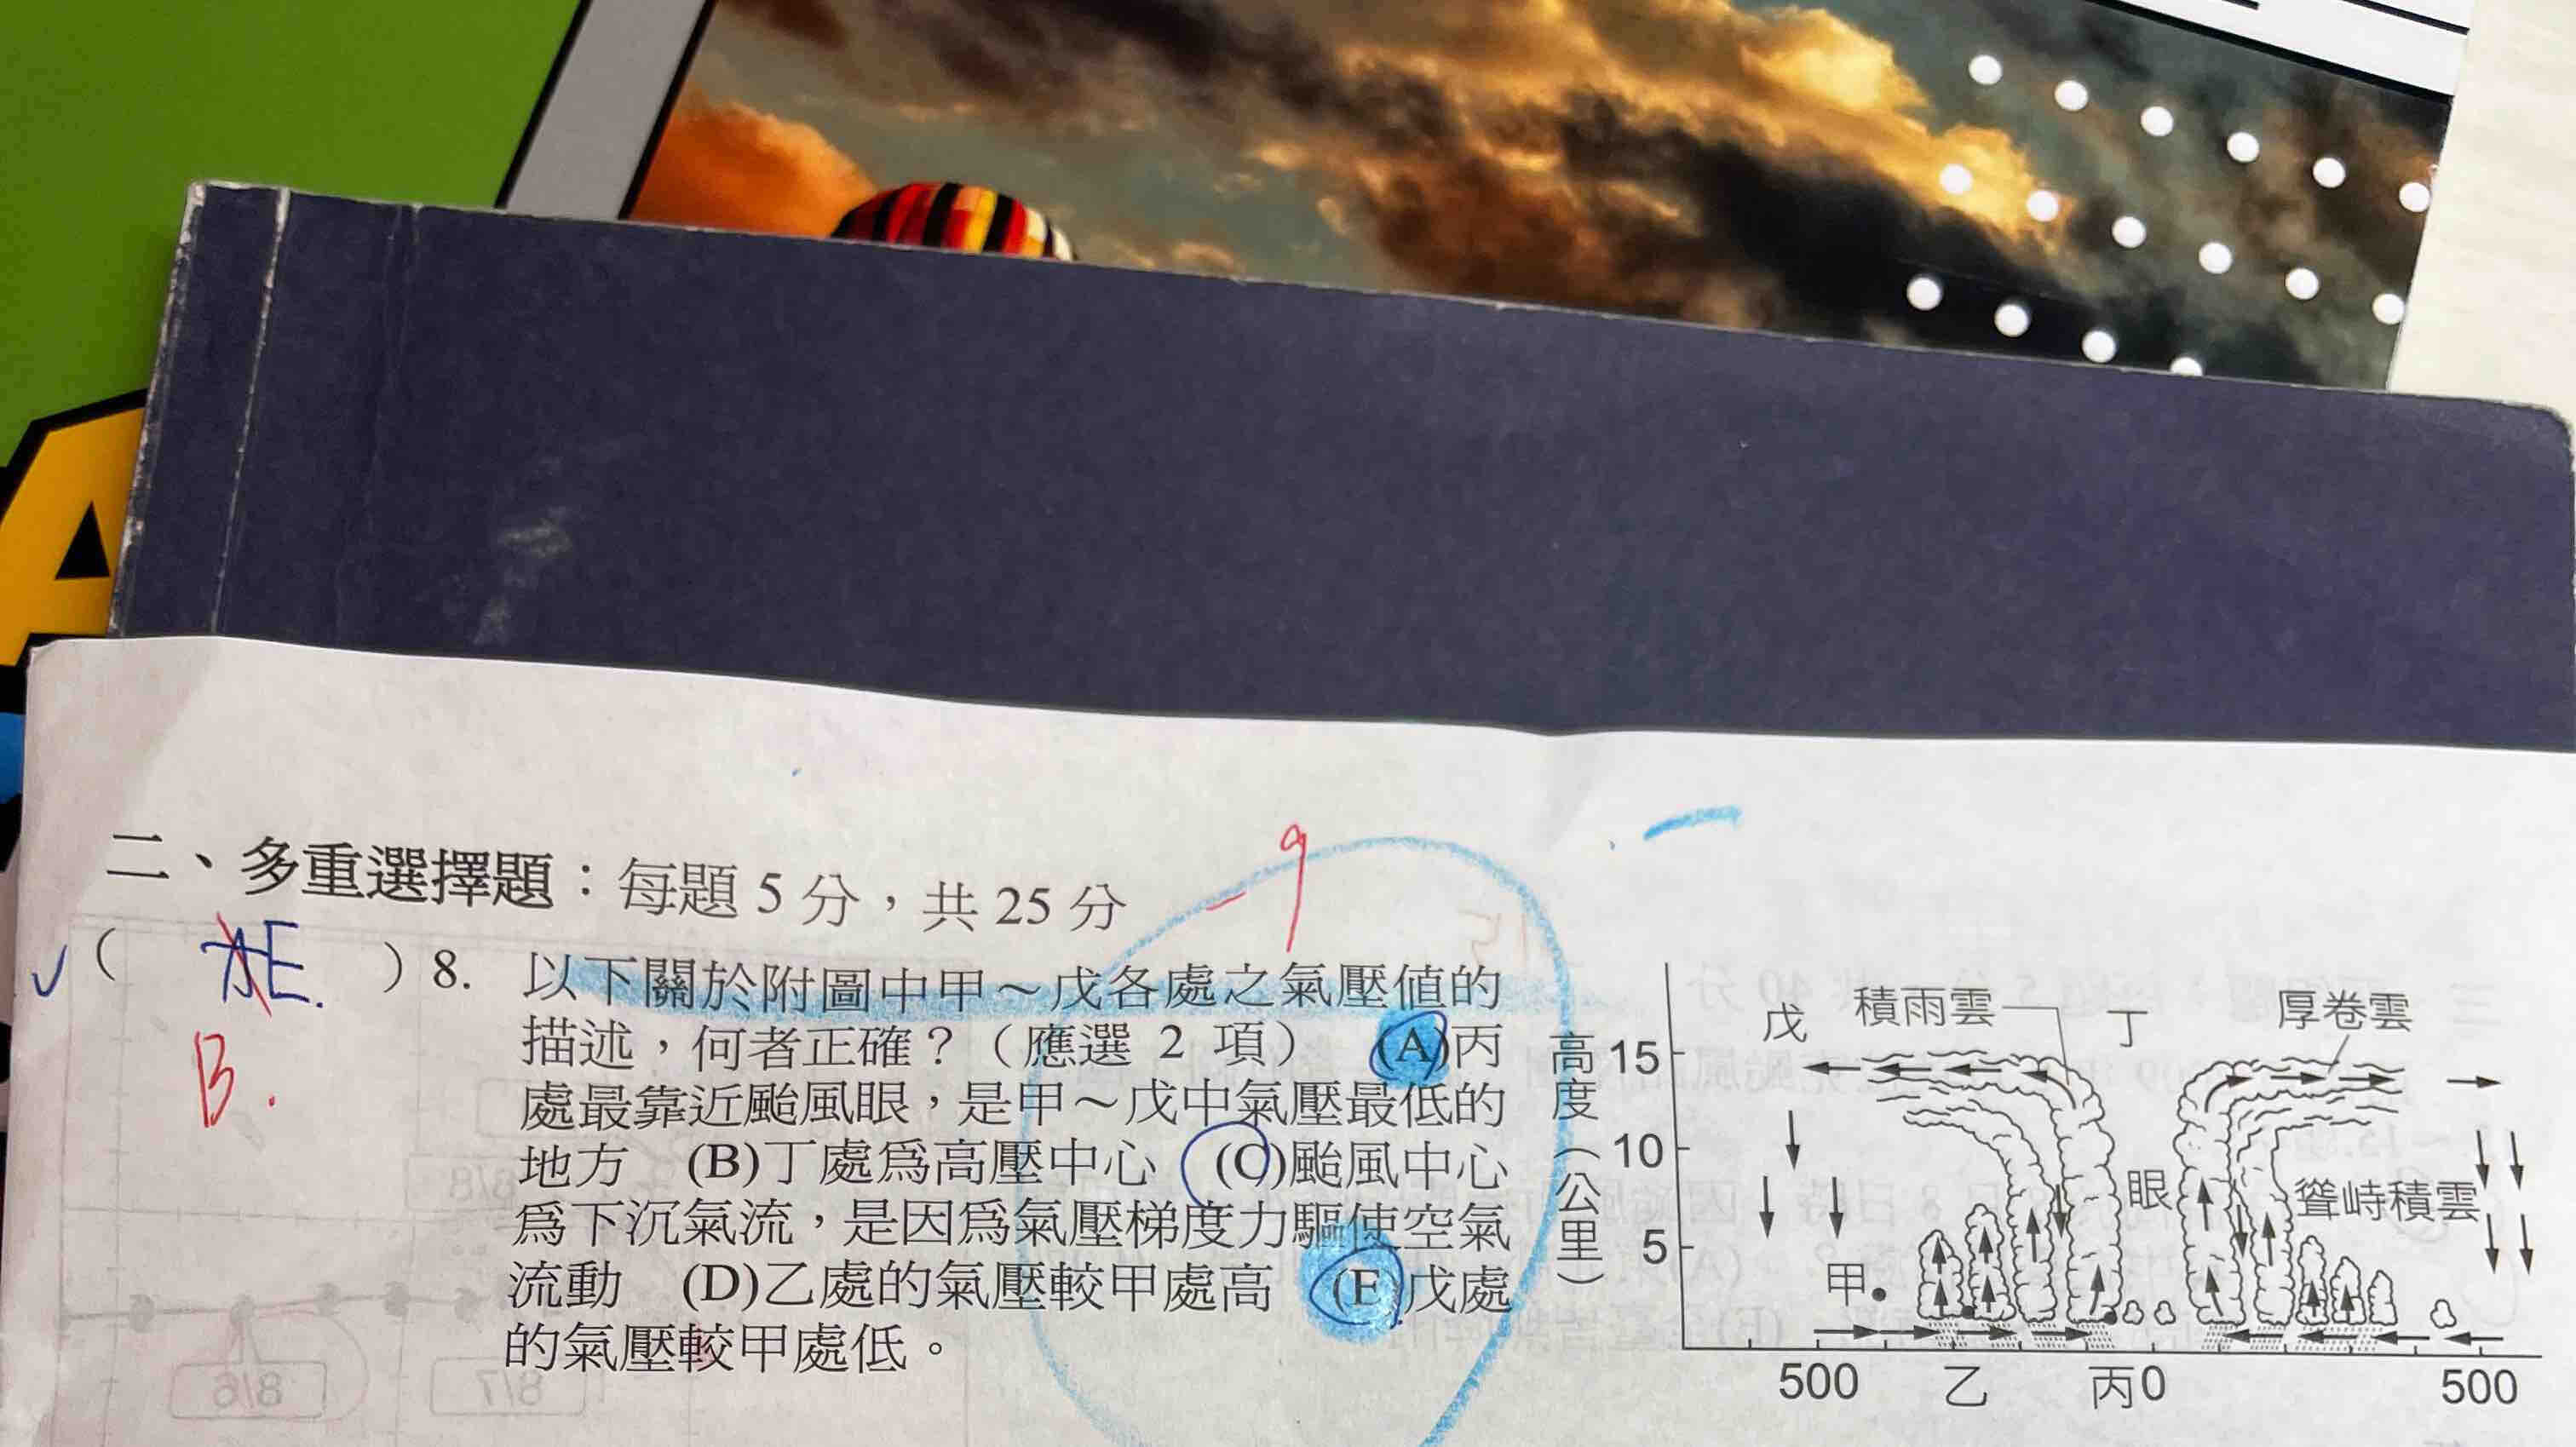 二、多重選擇題：每題 5 分，共 25 分
-9
✓（ AE. ）8. 以下關於附圖中甲～戊各處之氣壓值的
B.
描述，何者正確？（應選 2 項） (A)丙
處最靠近颱風眼，是甲～戊中氣壓最低的
地方 (B)丁處為高壓中心 (C)颱風中心
為下沉氣流，是因為氣壓梯度力驅使空氣
流動 (D)乙處的氣壓較甲處高 (E)戊處
的氣壓較甲處低。
戊 積雨雲 丁 厚卷雲
高度（公里）
15
10
眼 聳峙積雲
5
甲
500 乙 丙 0 500
A
8/8
8/6 8/7